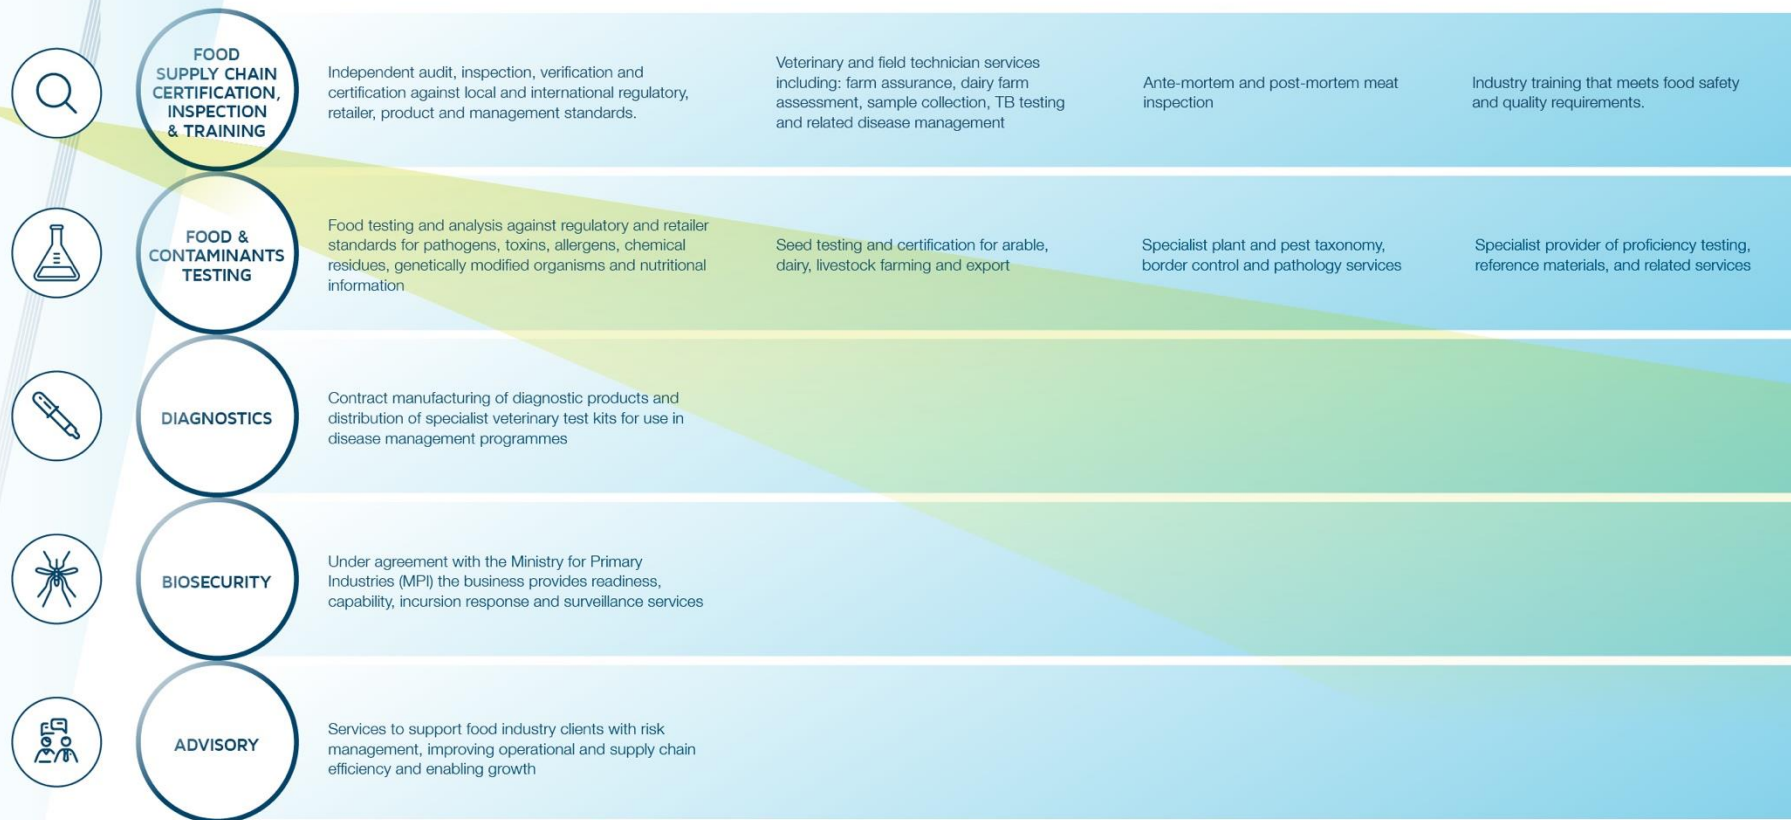 FOOD
SUPPLY CHAIN
CERTIFICATION,
INSPECTION
& TRAINING
Independent audit, inspection, verification and
certification against local and international regulatory,
retailer, product and management standards.
Veterinary and field technician services
including: farm assurance, dairy farm
assessment, sample collection, TB testing
and related disease management
Ante-mortem and post-mortem meat
inspection
Industry training that meets food safety
and quality requirements.
FOOD &
CONTAMINANTS
TESTING
Food testing and analysis against regulatory and retailer
standards for pathogens, toxins, allergens, chemical
residues, genetically modified organisms and nutritional
information
Seed testing and certification for arable,
dairy, livestock farming and export
Specialist plant and pest taxonomy,
border control and pathology services
Specialist provider of proficiency testing,
reference materials, and related services
DIAGNOSTICS
Contract manufacturing of diagnostic products and
distribution of specialist veterinary test kits for use in
disease management programmes
BIOSECURITY
Under agreement with the Ministry for Primary
Industries (MPI) the business provides readiness,
capability, incursion response and surveillance services
ADVISORY
Services to support food industry clients with risk
management, improving operational and supply chain
efficiency and enabling growth